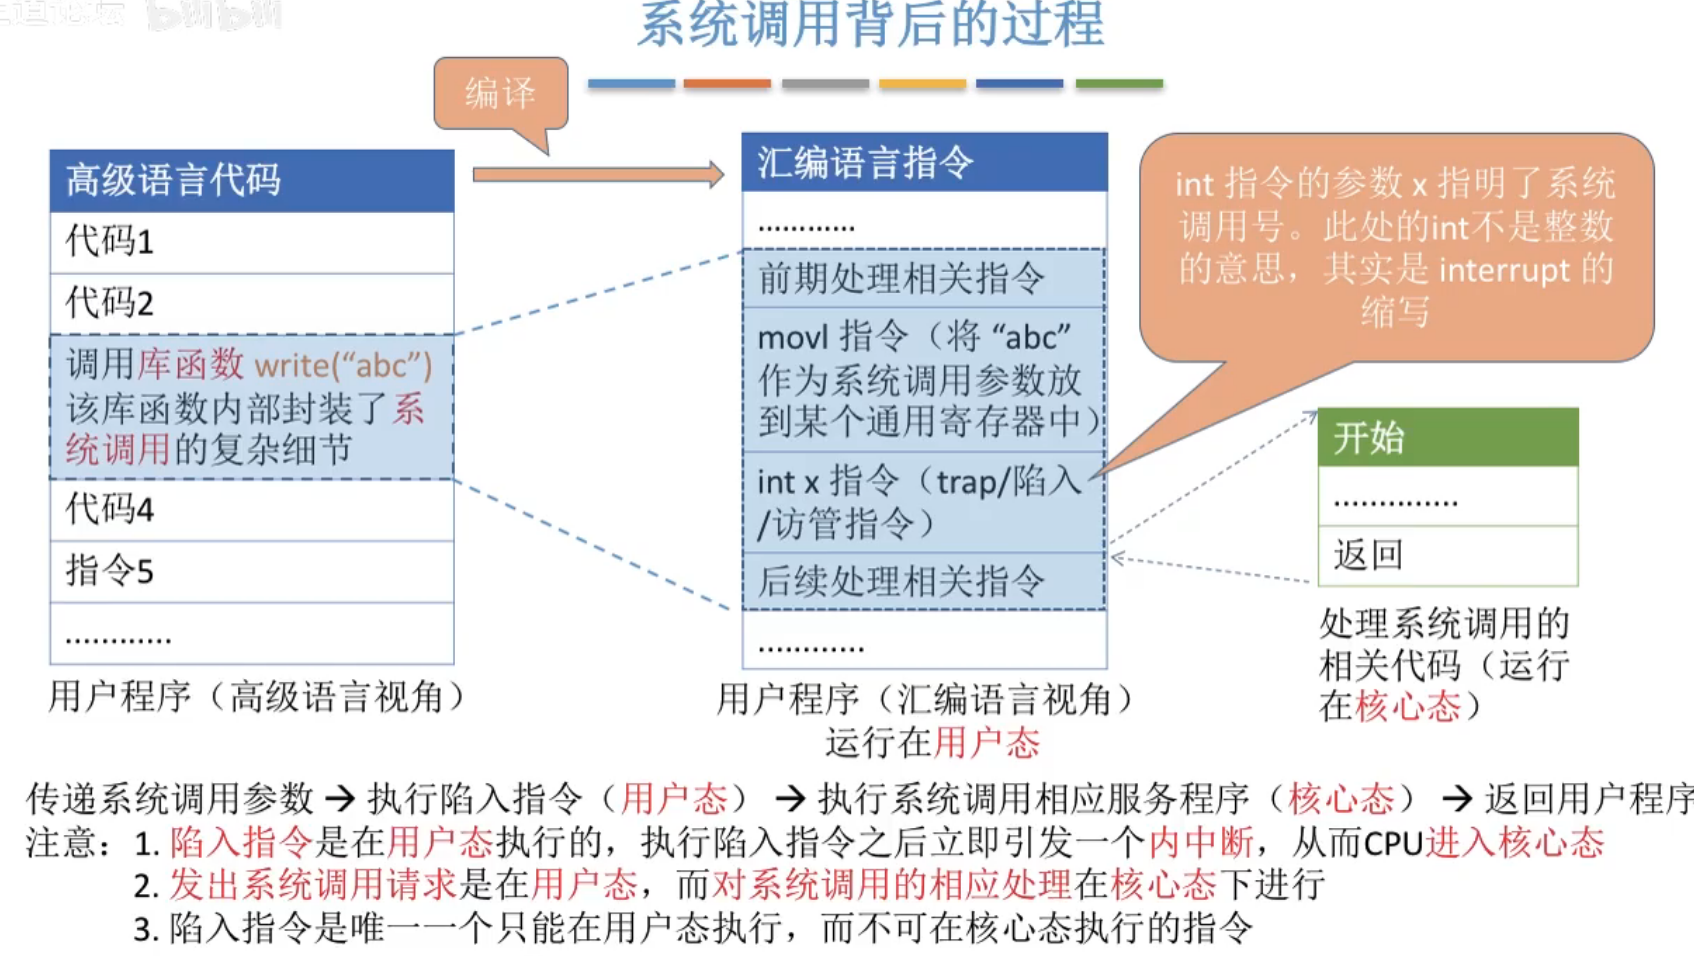 系统调用背后的过程
编译
高级语言代码
代码1
代码2
调用库函数 write(“abc”)
该库函数内部封装了系
统调用的复杂细节
代码4
指令5
…………
用户程序（高级语言视角）
汇编语言指令
…………
前期处理相关指令
movl 指令（将 “abc”
作为系统调用参数放
到某个通用寄存器中）
int x 指令（trap/陷入
/访管指令）
后续处理相关指令
…………
用户程序（汇编语言视角）
运行在用户态
int 指令的参数 x 指明了系统
调用号。此处的int不是整数
的意思，其实是 interrupt 的
缩写
开始
…………..
返回
处理系统调用的
相关代码（运行
在核心态）
传递系统调用参数 → 执行陷入指令（用户态） → 执行系统调用相应服务程序（核心态） → 返回用户程序
注意：1. 陷入指令是在用户态执行的，执行陷入指令之后立即引发一个内中断，从而CPU进入核心态
2. 发出系统调用请求是在用户态，而对系统调用的相应处理在核心态下进行
3. 陷入指令是唯一一个只能在用户态执行，而不可在核心态执行的指令